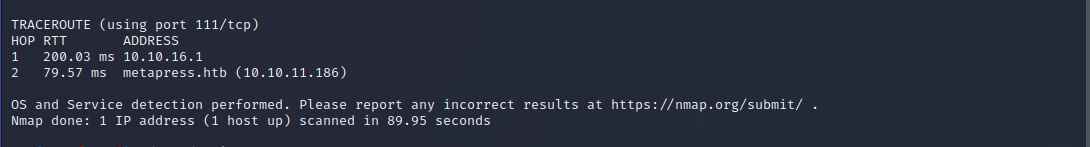 TRACEROUTE (using port 111/tcp)
HOP RTT       ADDRESS
1   200.03 ms 10.10.16.1
2   79.57 ms  metapress.htb (10.10.11.186)
OS and Service detection performed. Please report any incorrect results at https://nmap.org/submit/ .
Nmap done: 1 IP address (1 host up) scanned in 89.95 seconds